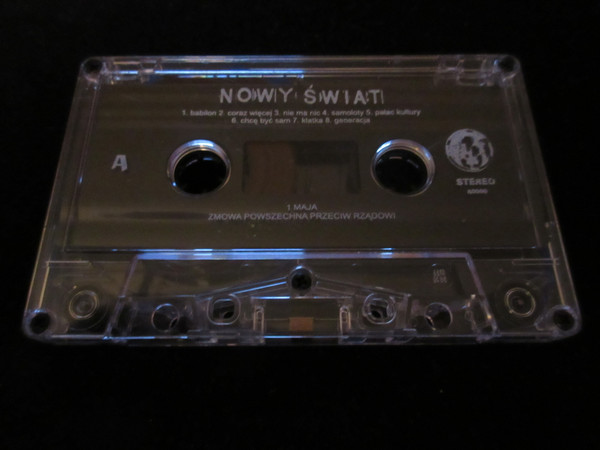 NOWY ŚWIAT
1. babilon 2. coraz więcej 3. nie ma nic 4. samoloty 5. pałac kultury
6. chcę być sam 7. klatka 8. generacja
A
STEREO
1 MAJA
ZMOWA POWSZECHNA PRZECIW RZĄDOWI